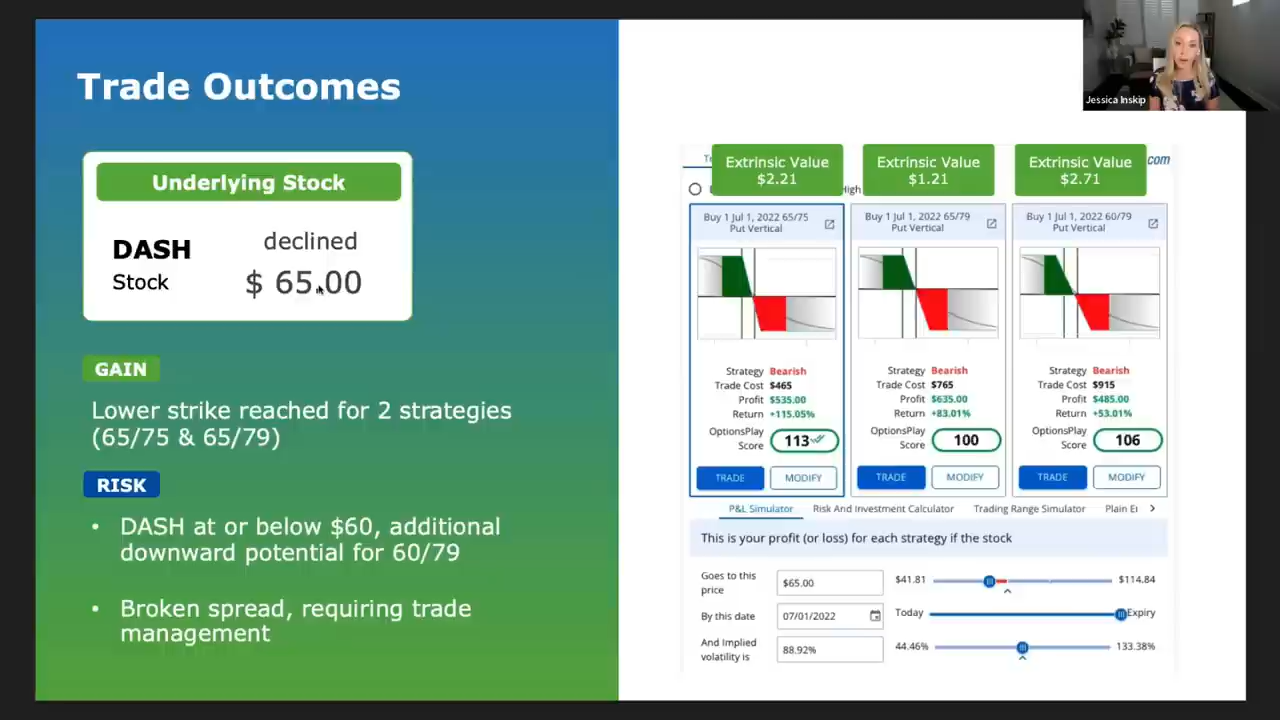 Trade Outcomes
Underlying Stock
DASH
Stock
declined
$ 65.00
GAIN
Lower strike reached for 2 strategies
(65/75 & 65/79)
RISK
• DASH at or below $60, additional
downward potential for 60/79
• Broken spread, requiring trade
management
Jessica Inskip
Extrinsic Value
$2.21
Extrinsic Value
$1.21
Extrinsic Value
$2.71
com
High
Buy 1 Jul 1, 2022 65/75
Put Vertical
Strategy Bearish
Trade Cost $465
Profit $535.00
Return +115.05%
OptionsPlay
Score
113
TRADE
MODIFY
Buy 1 Jul 1, 2022 65/79
Put Vertical
Strategy Bearish
Trade Cost $765
Profit $635.00
Return +83.01%
OptionsPlay
Score
100
TRADE
MODIFY
Buy 1 Jul 1, 2022 60/79
Put Vertical
Strategy Bearish
Trade Cost $915
Profit $485.00
Return +53.01%
OptionsPlay
Score
106
TRADE
MODIFY
P&L Simulator
Risk And Investment Calculator
Trading Range Simulator
Plain
This is your profit (or loss) for each strategy if the stock
Goes to this
price
$65.00
$41.81
$114.84
By this date
07/01/2022
Today
Expiry
And Implied
volatility is
88.92%
44.46%
133.38%